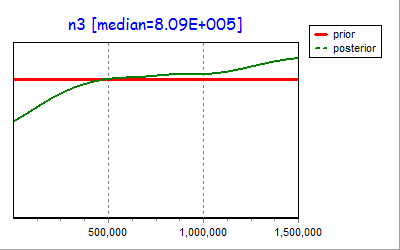 n3 [median=8.09E+005]
prior
posterior
500,000
1,000,000
1,500,000